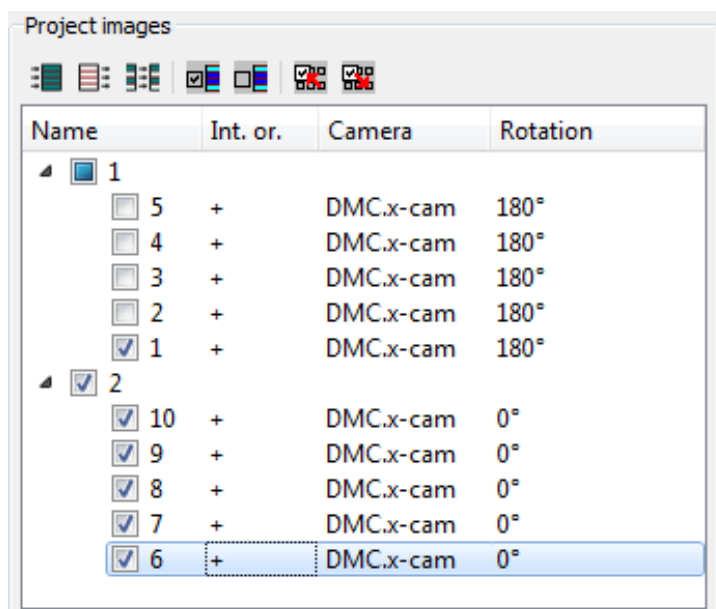 Project images
Name Int. or. Camera Rotation
1
5 + DMC.x-cam 180°
4 + DMC.x-cam 180°
3 + DMC.x-cam 180°
2 + DMC.x-cam 180°
1 + DMC.x-cam 180°
2
10 + DMC.x-cam 0°
9 + DMC.x-cam 0°
8 + DMC.x-cam 0°
7 + DMC.x-cam 0°
6 + DMC.x-cam 0°